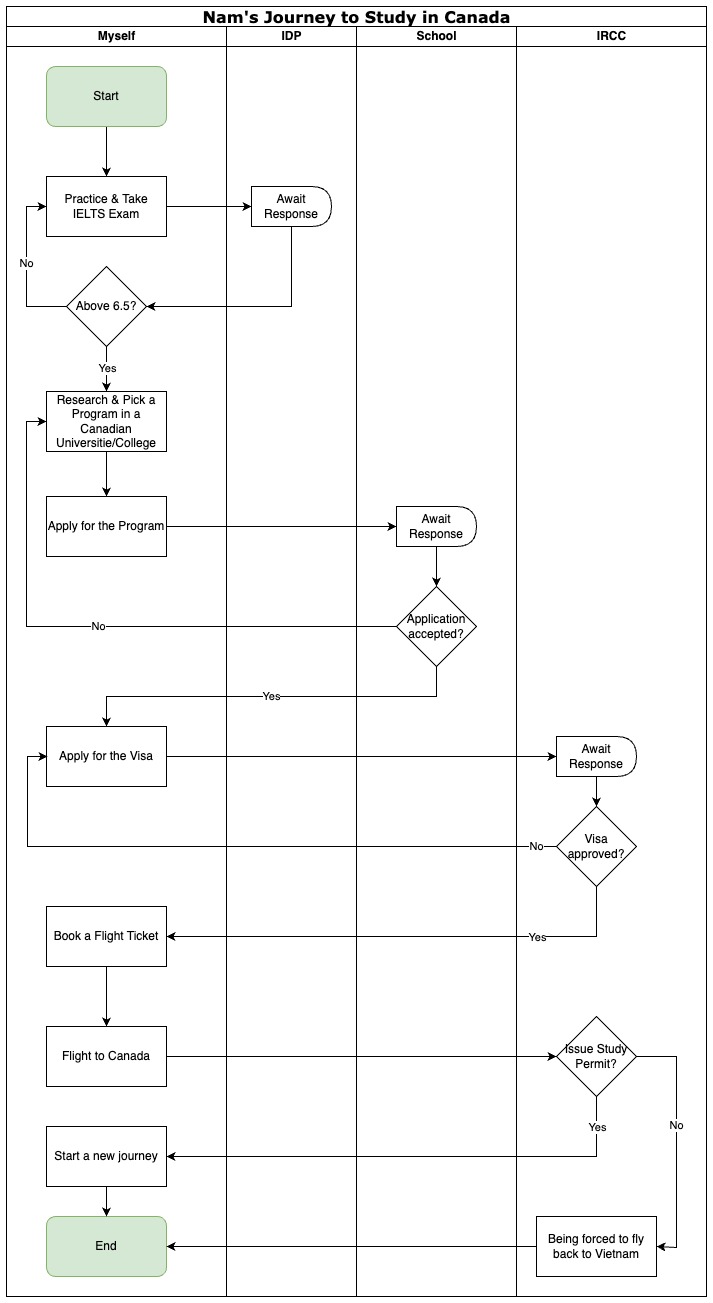 Nam's Journey to Study in Canada
Myself
IDP
School
IRCC
Start
Practice & Take
IELTS Exam
Await
Response
No
Above 6.5?
Yes
Research & Pick a
Program in a
Canadian
Universitie/College
Apply for the Program
Await
Response
Application
accepted?
No
Yes
Apply for the Visa
Await
Response
Visa
approved?
No
Book a Flight Ticket
Yes
Flight to Canada
Issue Study
Permit?
Yes
No
Start a new journey
End
Being forced to fly
back to Vietnam